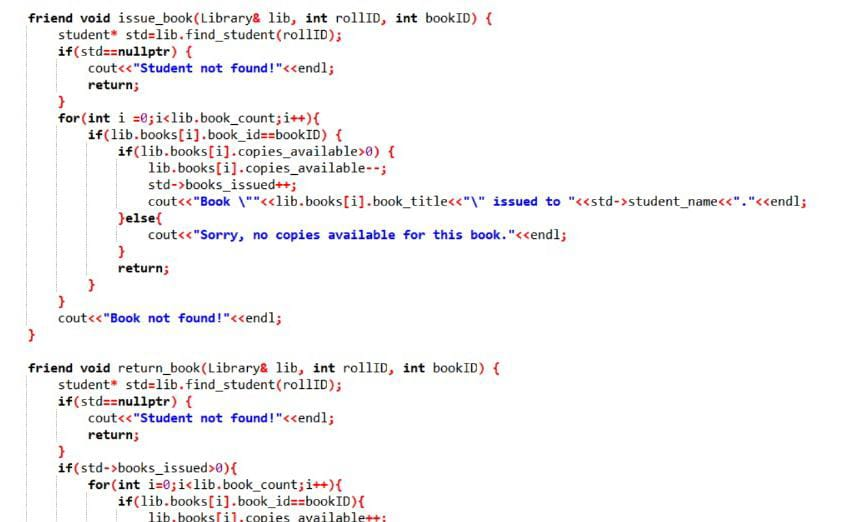 friend void issue_book(Library& lib, int rollID, int bookID) {
student* std=lib.find_student(rollID);
if(std==nullptr) {
cout<<"Student not found!"<<endl;
return;
}
for(int i =0;i<lib.book_count;i++){
if(lib.books[i].book_id==bookID) {
if(lib.books[i].copies_available>0) {
lib.books[i].copies_available--;
std->books_issued++;
cout<<"Book \""<<lib.books[i].book_title<<"\" issued to "<<std->student_name<<"."<<endl;
}else{
cout<<"Sorry, no copies available for this book."<<endl;
}
return;
}
}
cout<<"Book not found!"<<endl;
}
friend void return_book(Library& lib, int rollID, int bookID) {
student* std=lib.find_student(rollID);
if(std==nullptr) {
cout<<"Student not found!"<<endl;
return;
}
if(std->books_issued>0){
for(int i=0;i<lib.book_count;i++){
if(lib.books[i].book_id==bookID){
lib.books[i].copies_available++;